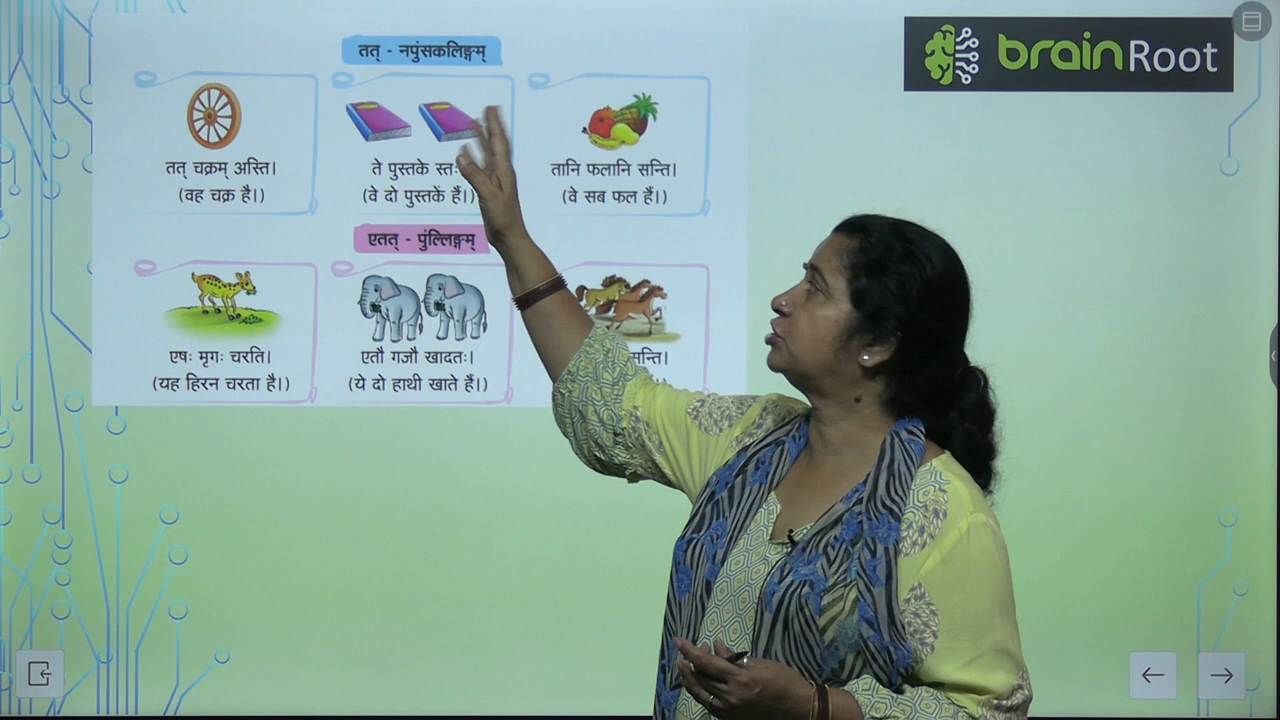 brainRoot
तत् - नपुंसकलिङ्गम्
तत् चक्रम् अस्ति।
(वह चक्र है।)
ते पुस्तके स्तः
(वे दो पुस्तकें हैं।)
तानि फलानि सन्ति।
(वे सब फल हैं।)
एतत् - पुंल्लिङ्गम्
एषः मृगः चरति।
(यह हिरन चरता है।)
एतौ गजौ खादतः।
(ये दो हाथी खाते हैं।)
सन्ति।